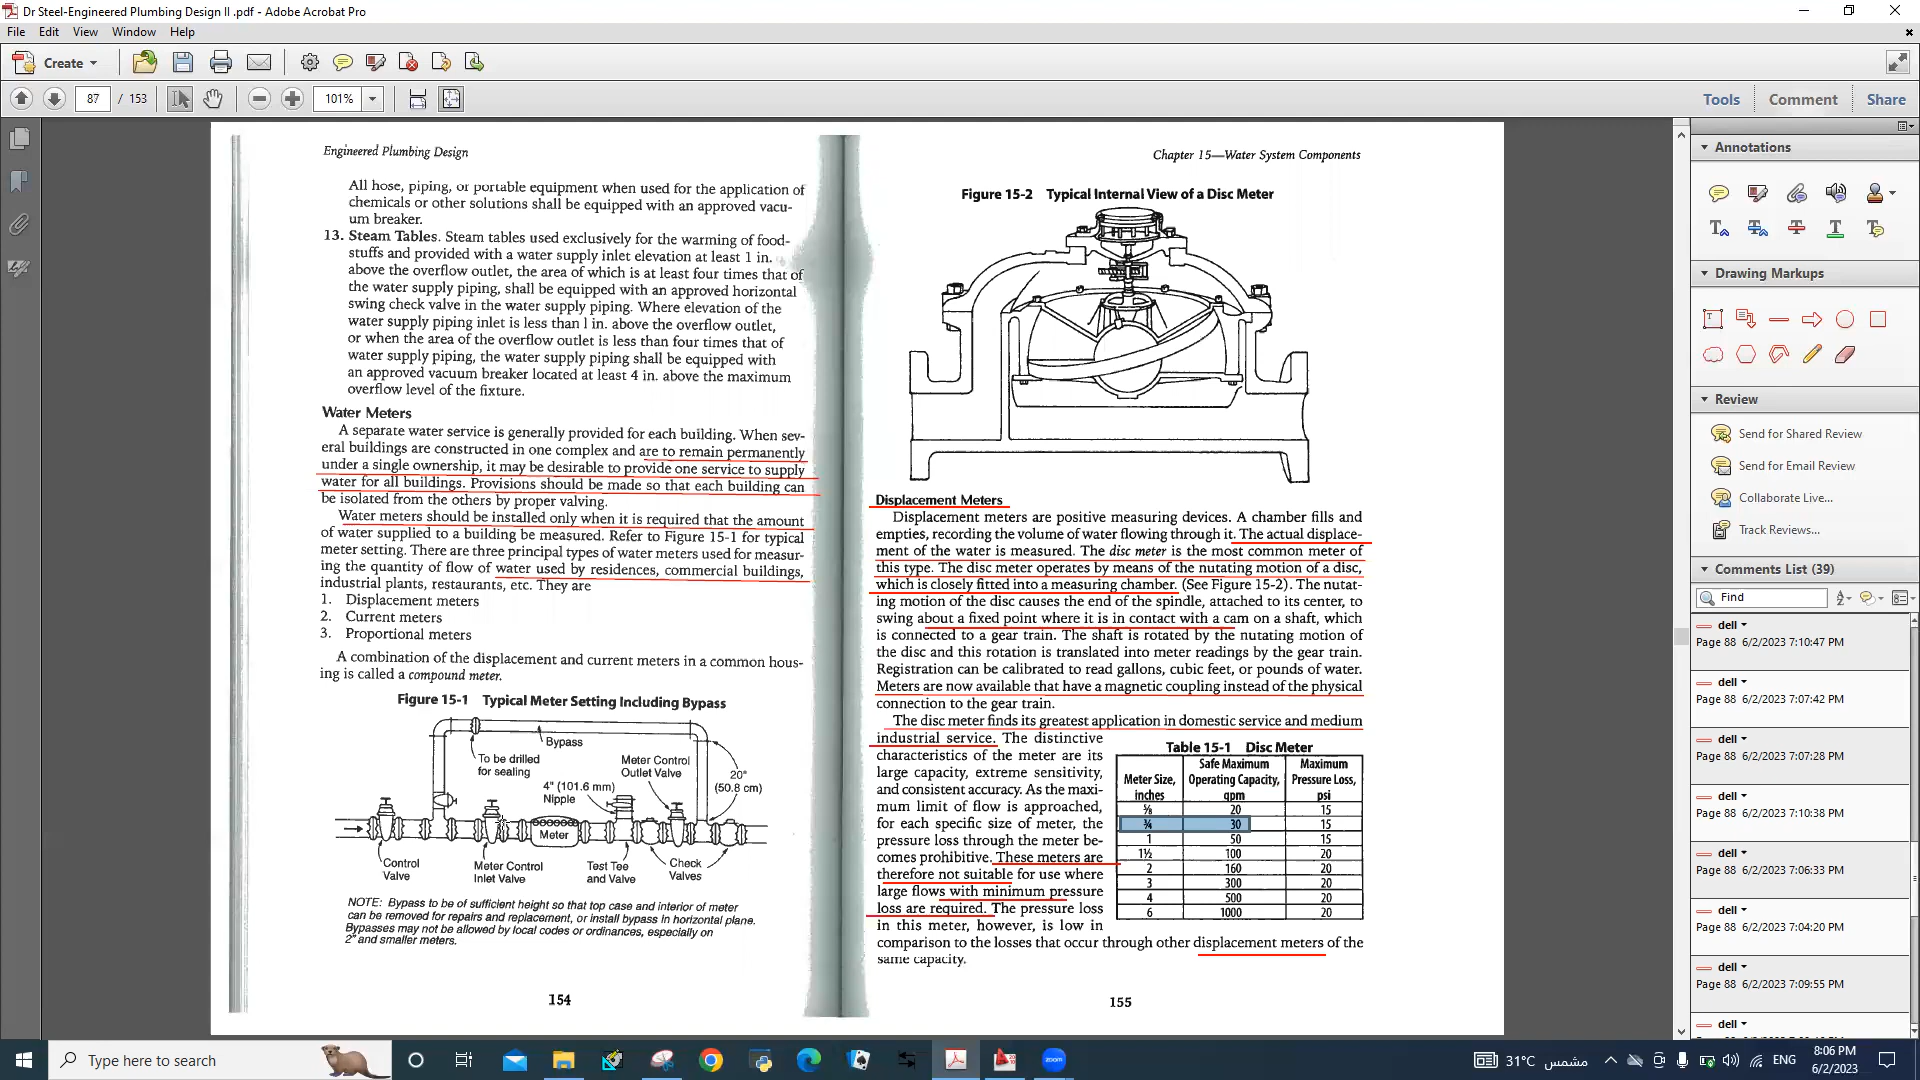 Dr Steel-Engineered Plumbing Design II .pdf - Adobe Acrobat Pro
File Edit View Window Help
Create
87 / 153 101% Tools Comment Share
Engineered Plumbing Design
All hose, piping, or portable equipment when used for the application of
chemicals or other solutions shall be equipped with an approved vacu-
um breaker.
13. Steam Tables. Steam tables used exclusively for the warming of food-
stuffs and provided with a water supply inlet elevation at least 1 in.
above the overflow outlet, the area of which is at least four times that of
the water supply piping, shall be equipped with an approved horizontal
swing check valve in the water supply piping. Where elevation of the
water supply piping inlet is less than l in. above the overflow outlet,
or when the area of the overflow outlet is less than four times that of
water supply piping, the water supply piping shall be equipped with
an approved vacuum breaker located at least 4 in. above the maximum
overflow level of the fixture.
Water Meters
A separate water service is generally provided for each building. When sev-
eral buildings are constructed in one complex and are to remain permanently
under a single ownership, it may be desirable to provide one service to supply
water for all buildings. Provisions should be made so that each building can
be isolated from the others by proper valving.
Water meters should be installed only when it is required that the amount
of water supplied to a building be measured. Refer to Figure 15-1 for typical
meter setting. There are three principal types of water meters used for measur-
ing the quantity of flow of water used by residences, commercial buildings,
industrial plants, restaurants, etc. They are
1. Displacement meters
2. Current meters
3. Proportional meters
A combination of the displacement and current meters in a common hous-
ing is called a compound meter.
Figure 15-1 Typical Meter Setting Including Bypass
Bypass
To be drilled
for sealing
Meter Control
Outlet Valve
4" (101.6 mm)
Nipple
20"
(50.8 cm)
Meter
Control
Valve
Meter Control
Inlet Valve
Test Tee
and Valve
Check
Valves
NOTE: Bypass to be of sufficient height so that top case and interior of meter
can be removed for repairs and replacement, or install bypass in horizontal plane.
Bypasses may not be allowed by local codes or ordinances, especially on
2" and smaller meters.
154
Chapter 15—Water System Components
Figure 15-2 Typical Internal View of a Disc Meter
Displacement Meters
Displacement meters are positive measuring devices. A chamber fills and
empties, recording the volume of water flowing through it. The actual displace-
ment of the water is measured. The disc meter is the most common meter of
this type. The disc meter operates by means of the nutating motion of a disc,
which is closely fitted into a measuring chamber. (See Figure 15-2). The nutat-
ing motion of the disc causes the end of the spindle, attached to its center, to
swing about a fixed point where it is in contact with a cam on a shaft, which
is connected to a gear train. The shaft is rotated by the nutating motion of
the disc and this rotation is translated into meter readings by the gear train.
Registration can be calibrated to read gallons, cubic feet, or pounds of water.
Meters are now available that have a magnetic coupling instead of the physical
connection to the gear train.
The disc meter finds its greatest application in domestic service and medium
industrial service. The distinctive
characteristics of the meter are its
large capacity, extreme sensitivity,
and consistent accuracy. As the maxi-
mum limit of flow is approached,
for each specific size of meter, the
pressure loss through the meter be-
comes prohibitive. These meters are
therefore not suitable for use where
large flows with minimum pressure
loss are required. The pressure loss
in this meter, however, is low in
comparison to the losses that occur through other displacement meters of the
same capacity.
Table 15-1 Disc Meter
Meter Size, inches Safe Maximum Operating Capacity, gpm Maximum Pressure Loss, psi
⅝ 20 15
¾ 30 15
1 50 15
1½ 100 20
2 160 20
3 300 20
4 500 20
6 1000 20
155
Annotations
Drawing Markups
Review
Send for Shared Review
Send for Email Review
Collaborate Live...
Track Reviews...
Comments List (39)
Find
dell
Page 88 6/2/2023 7:10:47 PM
dell
Page 88 6/2/2023 7:07:42 PM
dell
Page 88 6/2/2023 7:07:28 PM
dell
Page 88 6/2/2023 7:10:38 PM
dell
Page 88 6/2/2023 7:06:33 PM
dell
Page 88 6/2/2023 7:04:20 PM
dell
Page 88 6/2/2023 7:09:55 PM
dell
Type here to search
zoom
31°C مشمس ENG 8:06 PM
6/2/2023